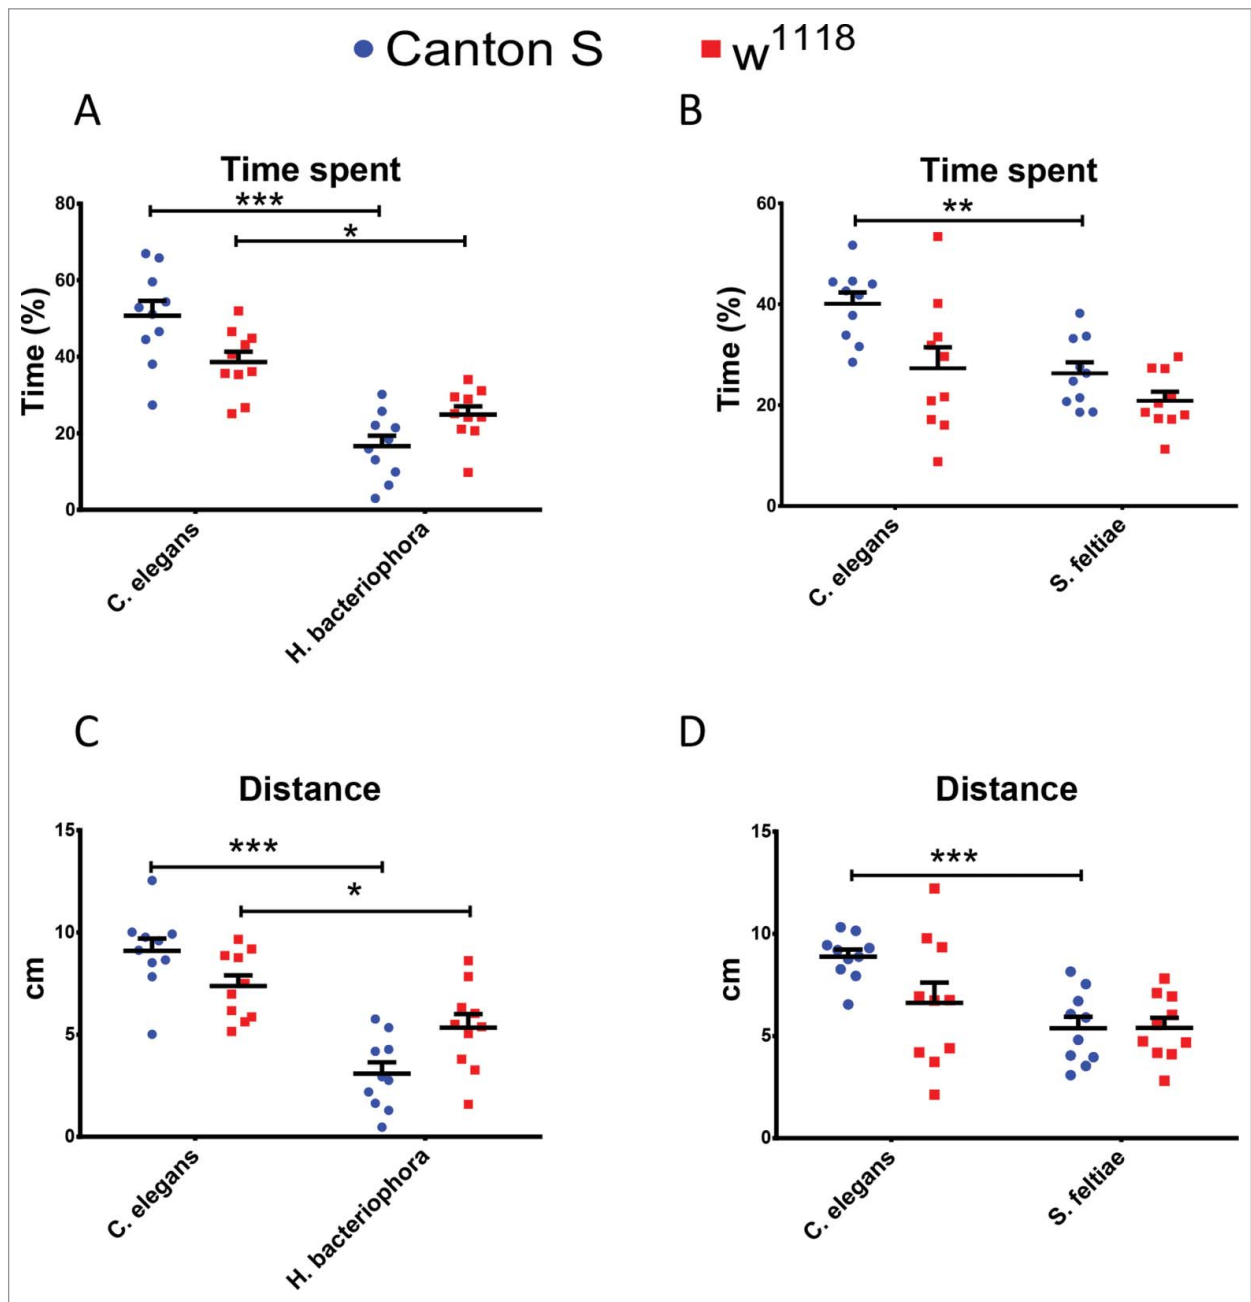 Canton S w1118
A
Time spent
***
*
Time (%)
80
60
40
20
0
C. elegans
H. bacteriophora
B
Time spent
**
Time (%)
60
40
20
0
C. elegans
S. feltiae
C
Distance
***
*
cm
15
10
5
0
C. elegans
H. bacteriophora
D
Distance
***
cm
15
10
5
0
C. elegans
S. feltiae